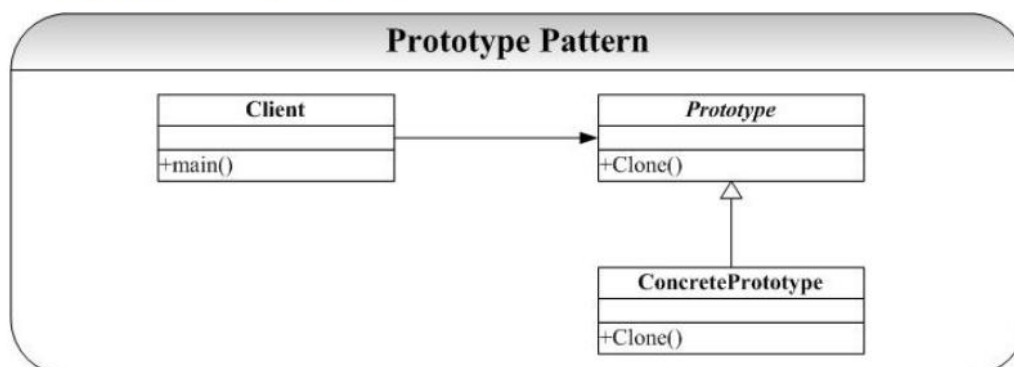 Prototype Pattern
Client
+main()
Prototype
+Clone()
ConcretePrototype
+Clone()